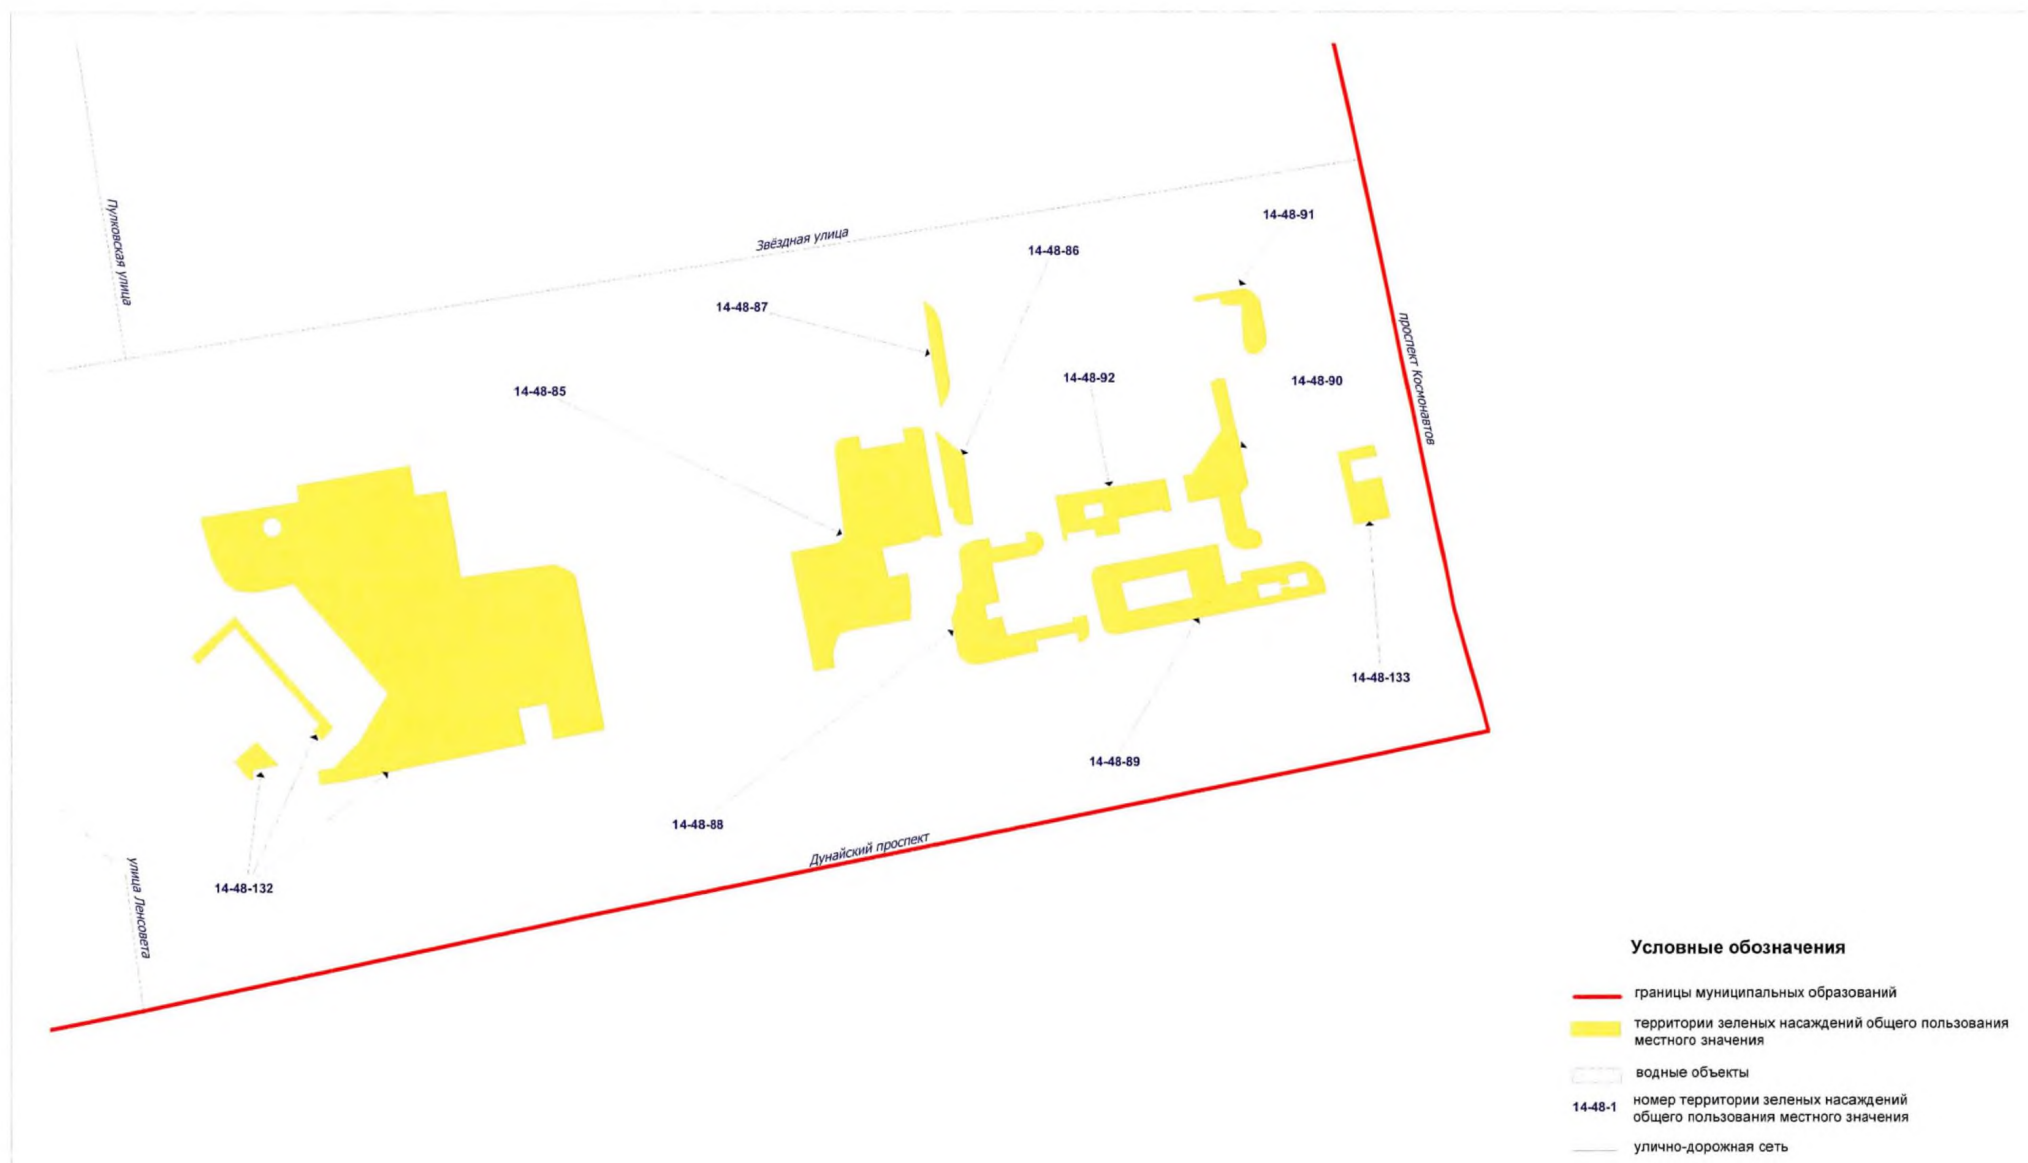 Пулковская улица
Звёздная улица
14-48-91
14-48-86
14-48-87
проспект Космонавтов
14-48-92
14-48-90
14-48-85
14-48-133
14-48-89
14-48-88
Дунайский проспект
14-48-132
улица Ленсовета
Условные обозначения
границы муниципальных образований
территории зеленых насаждений общего пользования
местного значения
водные объекты
14-48-1
номер территории зеленых насаждений
общего пользования местного значения
улично-дорожная сеть